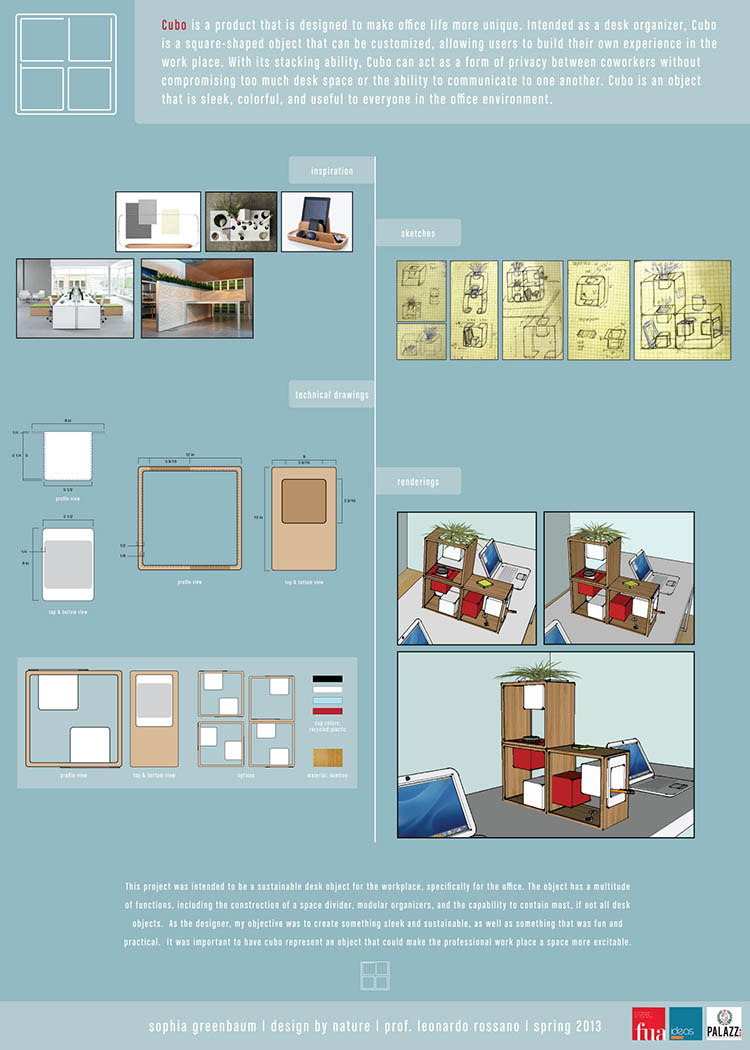 Cubo is a product that is designed to make office life more unique. Intended as a desk organizer, Cubo
is a square-shaped object that can be customized, allowing users to build their own experience in the
work place. With its stacking ability, Cubo can act as a form of privacy between coworkers without
compromising too much desk space or the ability to communicate to one another. Cubo is an object
that is sleek, colorful, and useful to everyone in the office environment.
inspiration
sketches
technical drawings
6 in
1/4
5 1/4
5
5 1/2
profile view
5 1/2
1/4
8 in
top & bottom view
12 in
5 9/16
1/2
1/8
profile view
8
5 9/16
12 in
5 6/16
top & bottom view
renderings
profile view
top & bottom view
options
cup colors:
recycled plastic
material: bamboo
This project was intended to be a sustainable desk object for the workplace, specifically for the office. The object has a multitude
of functions, including the construction of a space divider, modular organizers, and the capability to contain most, if not all desk
objects. As the designer, my objective was to create something sleek and sustainable, as well as something that was fun and
practical. It was important to have cubo represent an object that could make the professional work place a space more excitable.
sophia greenbaum | design by nature | prof. leonardo rossano | spring 2013
fua
ideas
PALAZZI